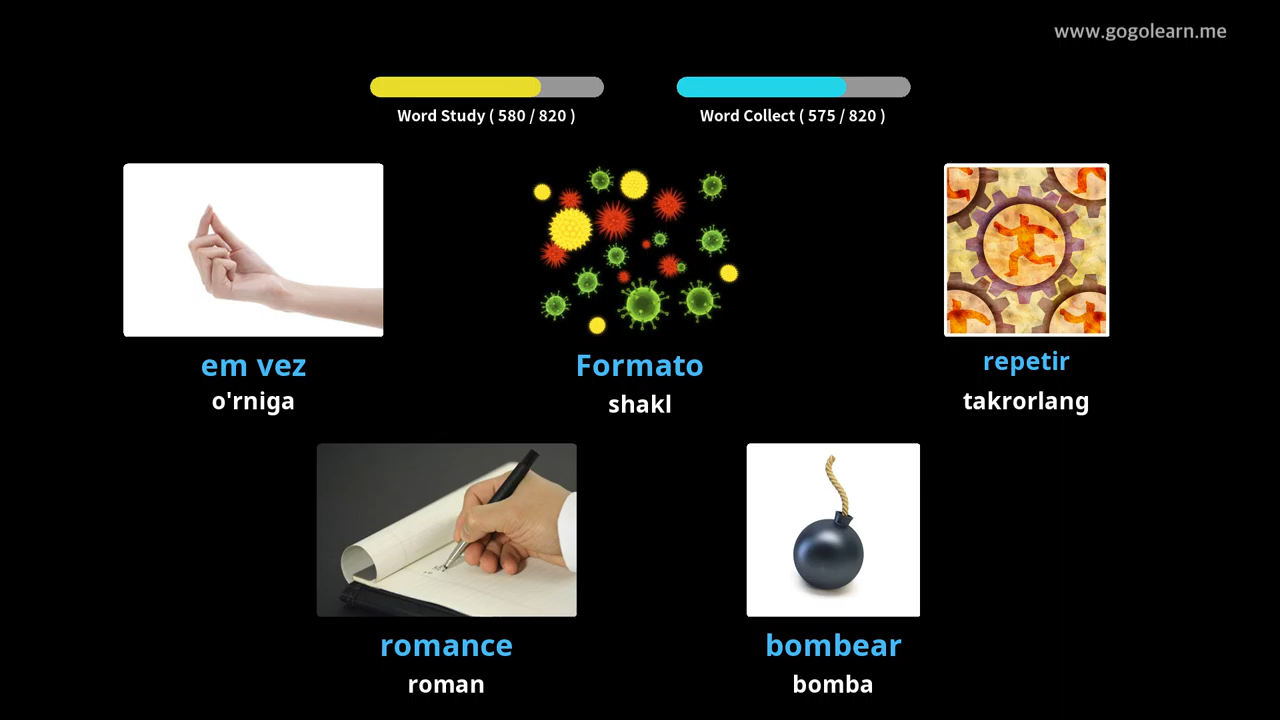 www.gogolearn.me
Word Study ( 580 / 820 )
Word Collect ( 575 / 820 )
em vez
o'rniga
Formato
shakl
repetir
takrorlang
romance
roman
bombear
bomba